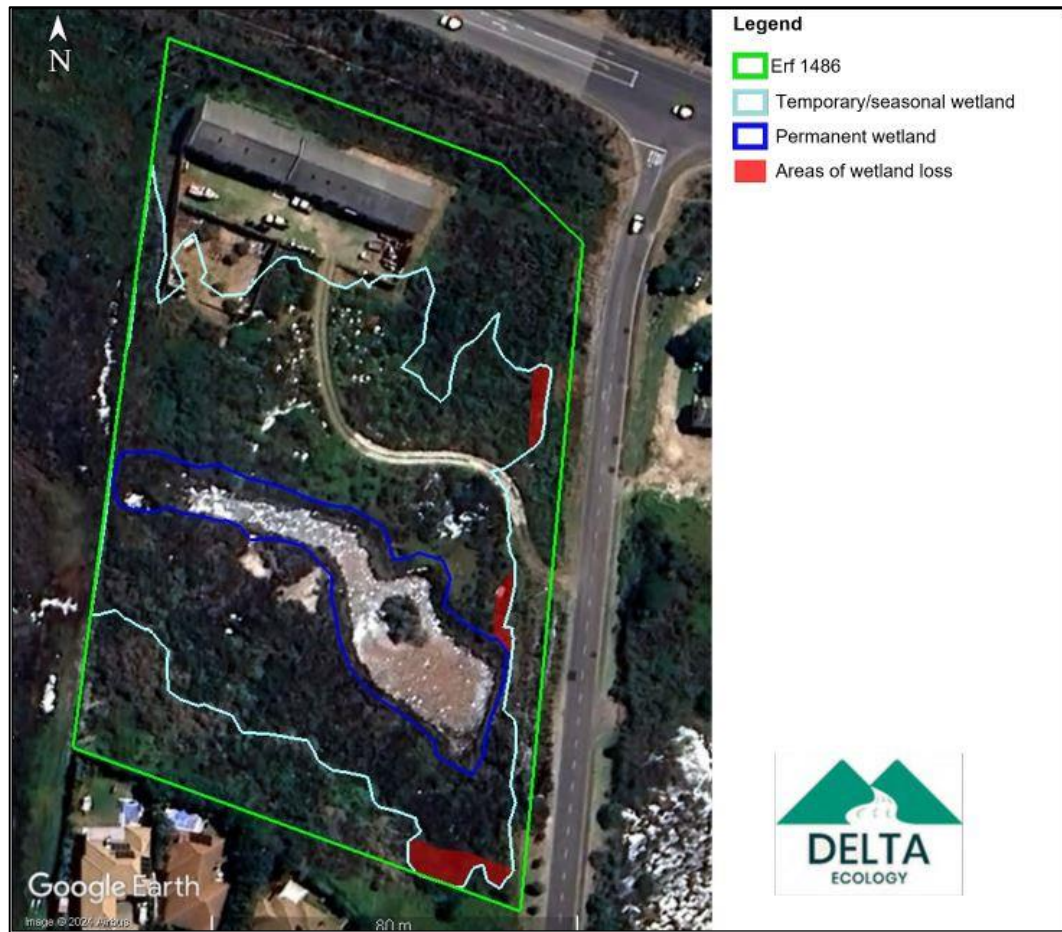 N
Legend
Erf 1486
Temporary/seasonal wetland
Permanent wetland
Areas of wetland loss
DELTA
ECOLOGY
Google Earth
Image © 2024 Airbus
80 m